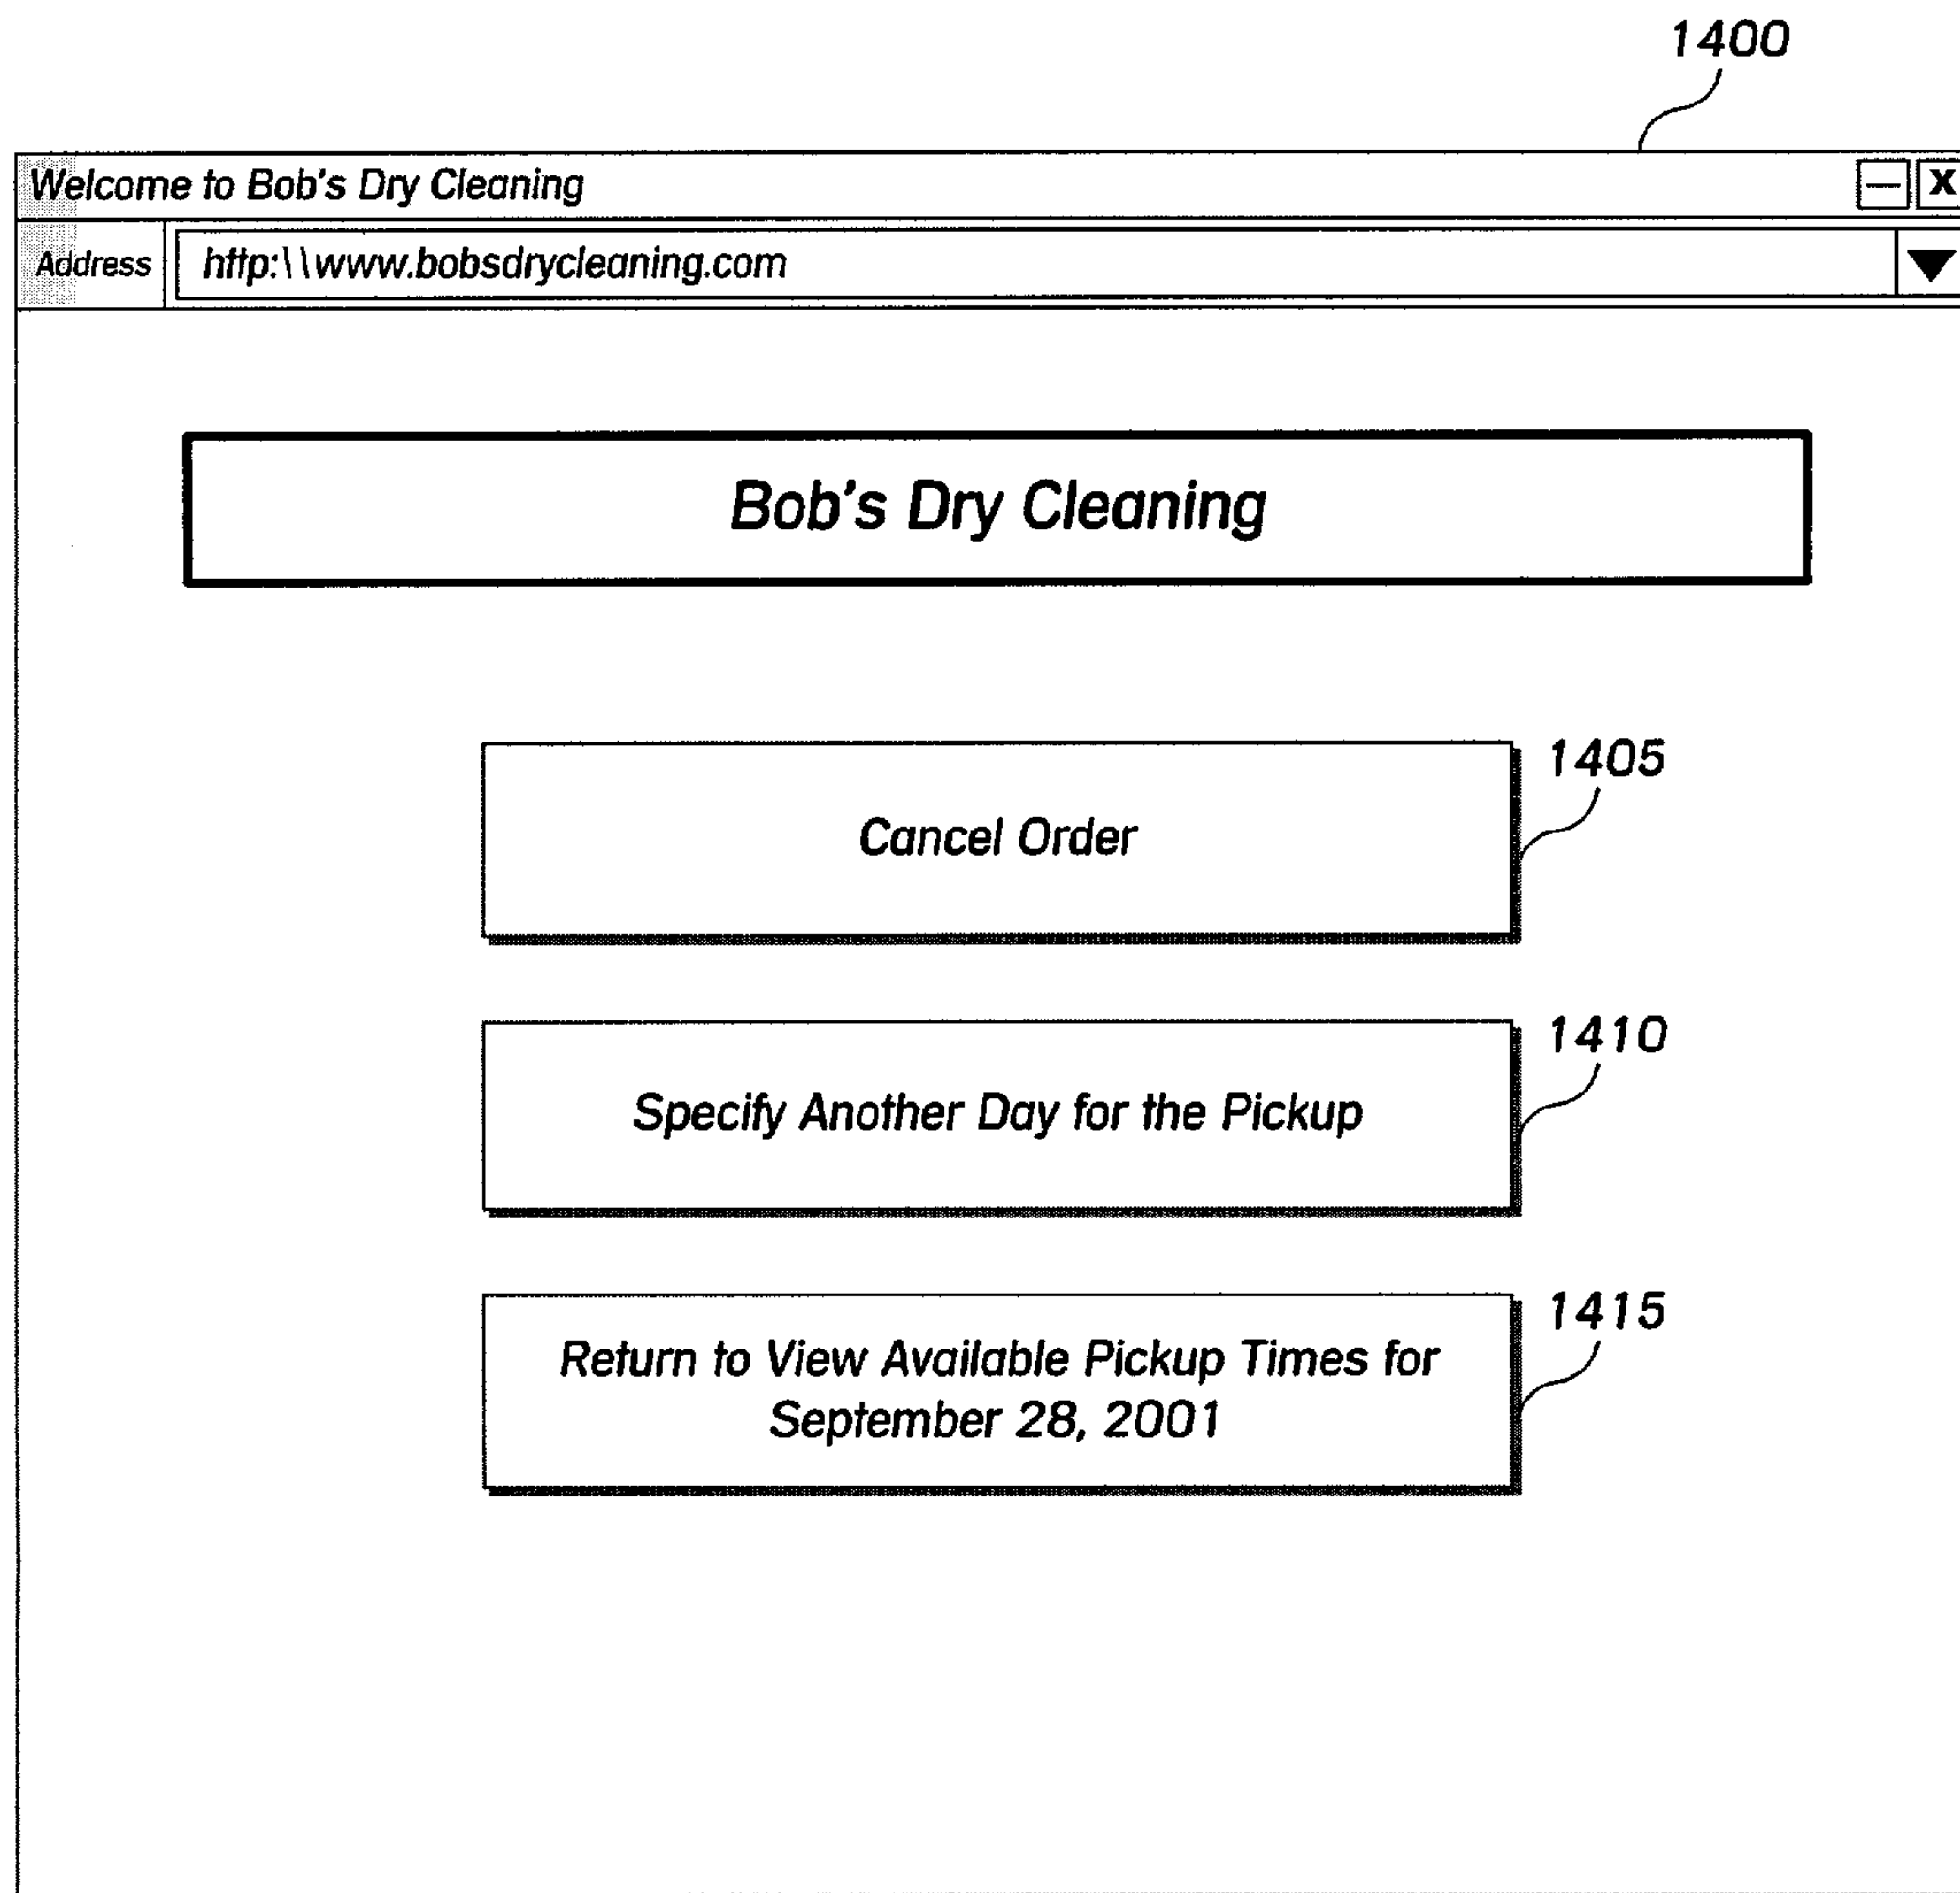 1400
Welcome to Bob's Dry Cleaning
X
Address http:\\www.bobsdrycleaning.com
Bob's Dry Cleaning
1405
Cancel Order
1410
Specify Another Day for the Pickup
1415
Return to View Available Pickup Times for
September 28, 2001